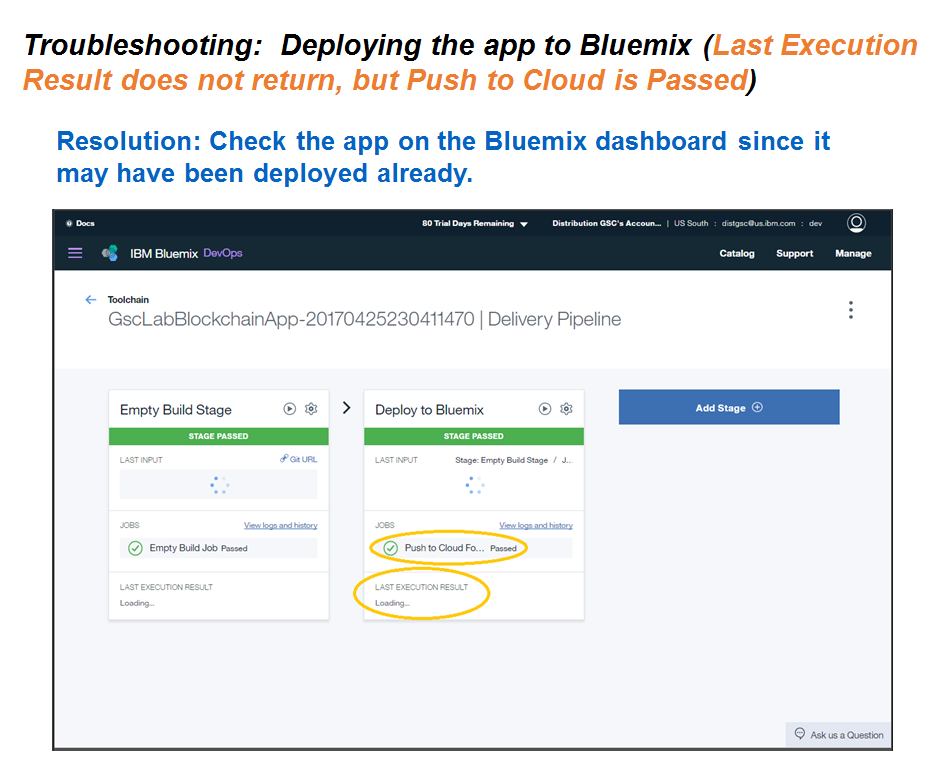 Troubleshooting:  Deploying the app to Bluemix (Last Execution
Result does not return, but Push to Cloud is Passed)
Resolution: Check the app on the Bluemix dashboard since it
may have been deployed already.
Docs
80 Trial Days Remaining
Distribution GSC's Accoun... | US South : distgsc@us.ibm.com : dev
IBM Bluemix DevOps
Catalog
Support
Manage
Toolchain
GscLabBlockchainApp-20170425230411470 | Delivery Pipeline
Empty Build Stage
STAGE PASSED
LAST INPUT
Git URL
JOBS
View logs and history
Empty Build Job Passed
LAST EXECUTION RESULT
Loading...
Deploy to Bluemix
STAGE PASSED
LAST INPUT
Stage: Empty Build Stage / J...
JOBS
View logs and history
Push to Cloud Fo... Passed
LAST EXECUTION RESULT
Loading...
Add Stage
Ask us a Question